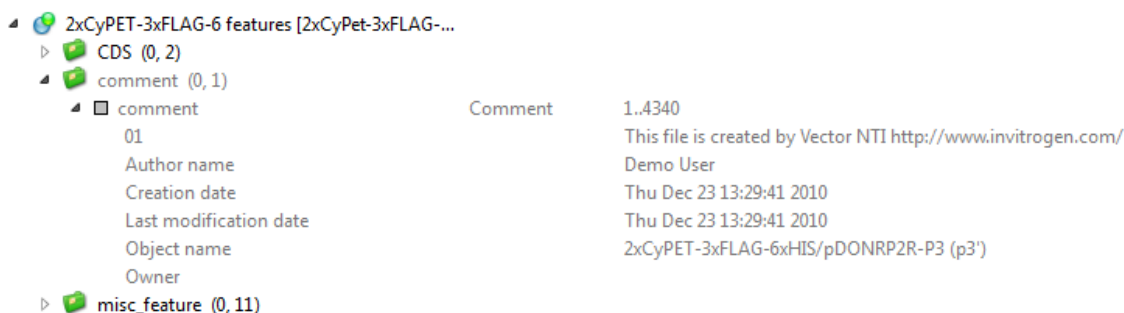 2xCyPET-3xFLAG-6 features [2xCyPet-3xFLAG-...
CDS (0, 2)
comment (0, 1)
comment Comment 1..4340
01 This file is created by Vector NTI http://www.invitrogen.com/
Author name Demo User
Creation date Thu Dec 23 13:29:41 2010
Last modification date Thu Dec 23 13:29:41 2010
Object name 2xCyPET-3xFLAG-6xHIS/pDONRP2R-P3 (p3')
Owner
misc_feature (0, 11)